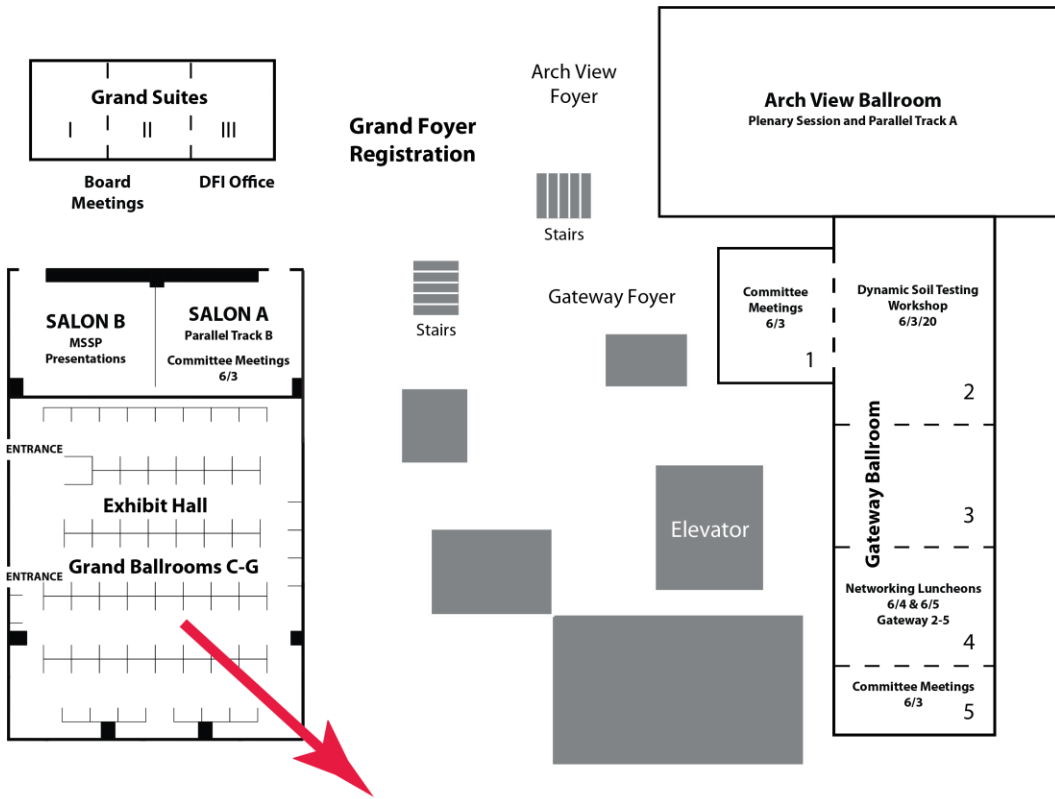 Grand Suites
I II III
Board
Meetings
DFI Office
Grand Foyer
Registration
Arch View
Foyer
Stairs
Arch View Ballroom
Plenary Session and Parallel Track A
Stairs
Gateway Foyer
SALON B
MSSP
Presentations
SALON A
Parallel Track B
Committee Meetings
6/3
ENTRANCE
Exhibit Hall
ENTRANCE
Grand Ballrooms C-G
Elevator
Committee
Meetings
6/3
1
Dynamic Soil Testing
Workshop
6/3/20
2
Gateway Ballroom
3
Networking Luncheons
6/4 & 6/5
Gateway 2-5
4
Committee Meetings
6/3
5